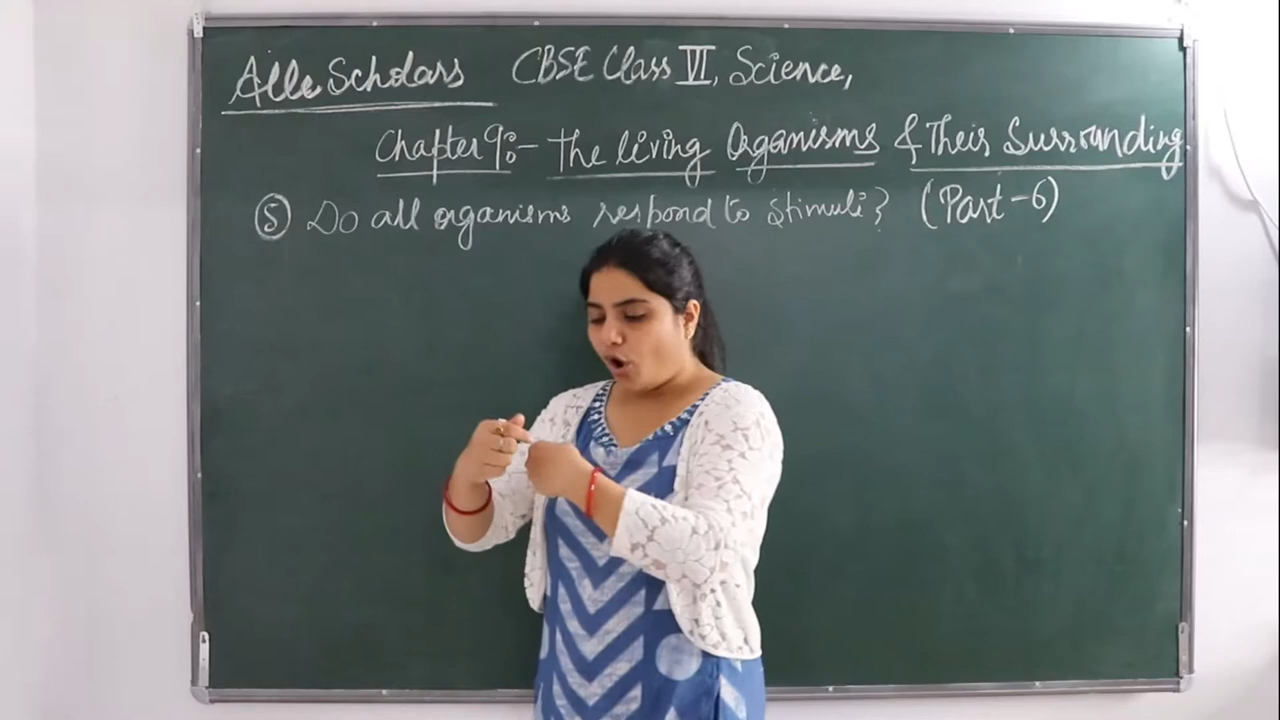 Alle Scholars CBSE Class VI, Science,
Chapter 9:- The living Organisms & Their Surrounding.
⑤ Do all organisms respond to Stimuli? (Part-6)